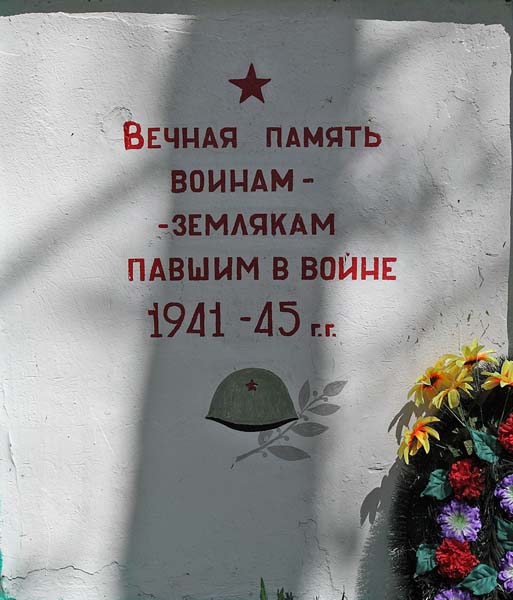 Вечная память
воинам -
- землякам
павшим в войне
1941 - 45 г.г.